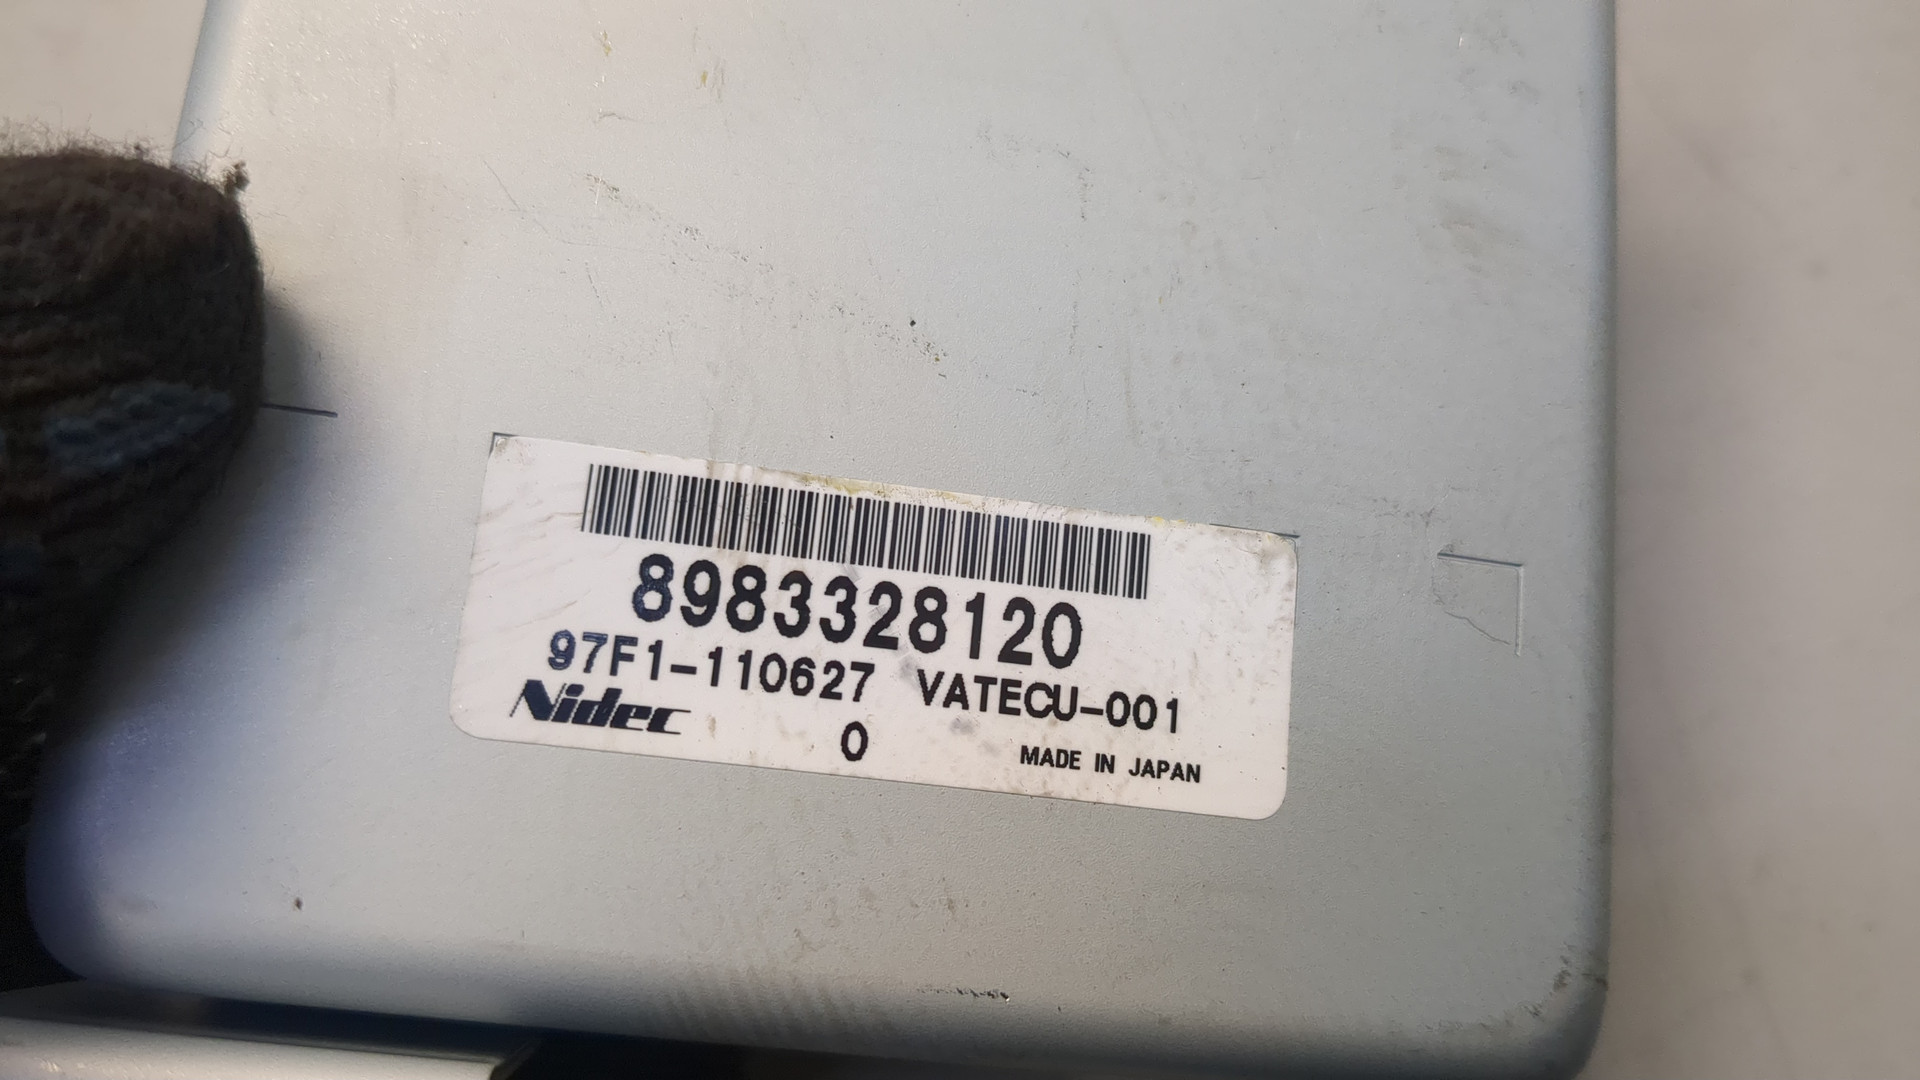 8983328120
97F1-110627 VATECU-001
Nidec 0 MADE IN JAPAN